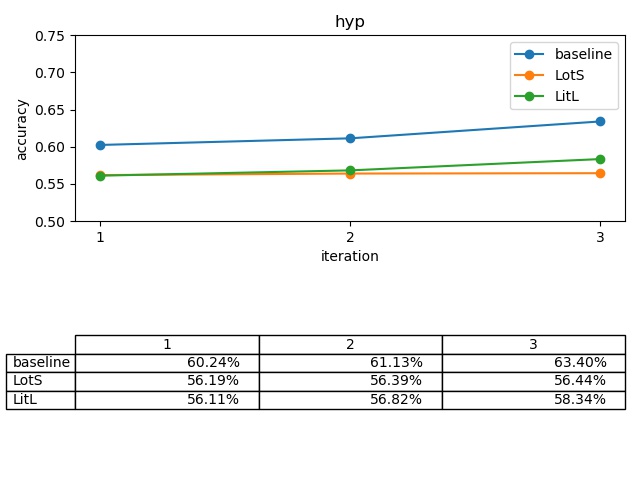 hyp
0.75
0.70
0.65
0.60
0.55
0.50
accuracy
baseline
LotS
LitL
1 2 3
iteration
1 2 3
baseline 60.24% 61.13% 63.40%
LotS 56.19% 56.39% 56.44%
LitL 56.11% 56.82% 58.34%